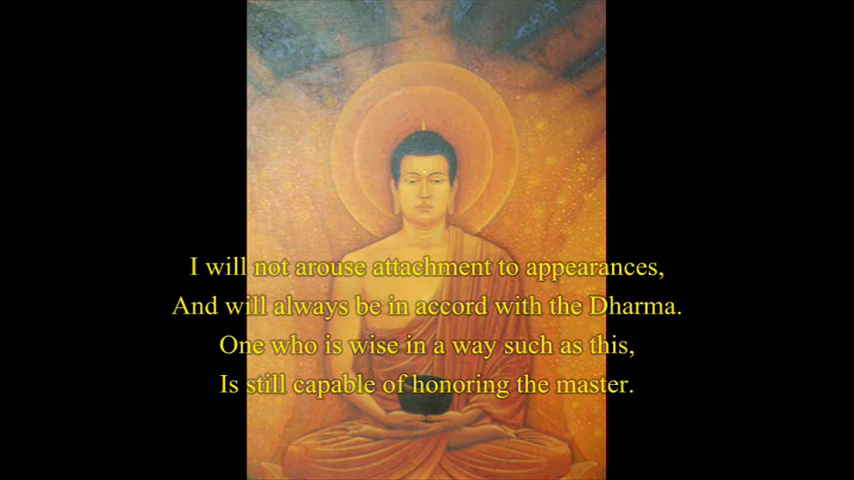 I will not arouse attachment to appearances,
And will always be in accord with the Dharma.
One who is wise in a way such as this,
Is still capable of honoring the master.